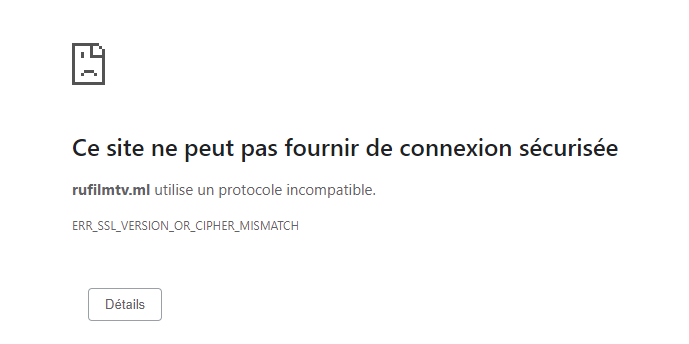 Ce site ne peut pas fournir de connexion sécurisée
rufilmtv.ml utilise un protocole incompatible.
ERR_SSL_VERSION_OR_CIPHER_MISMATCH
Détails